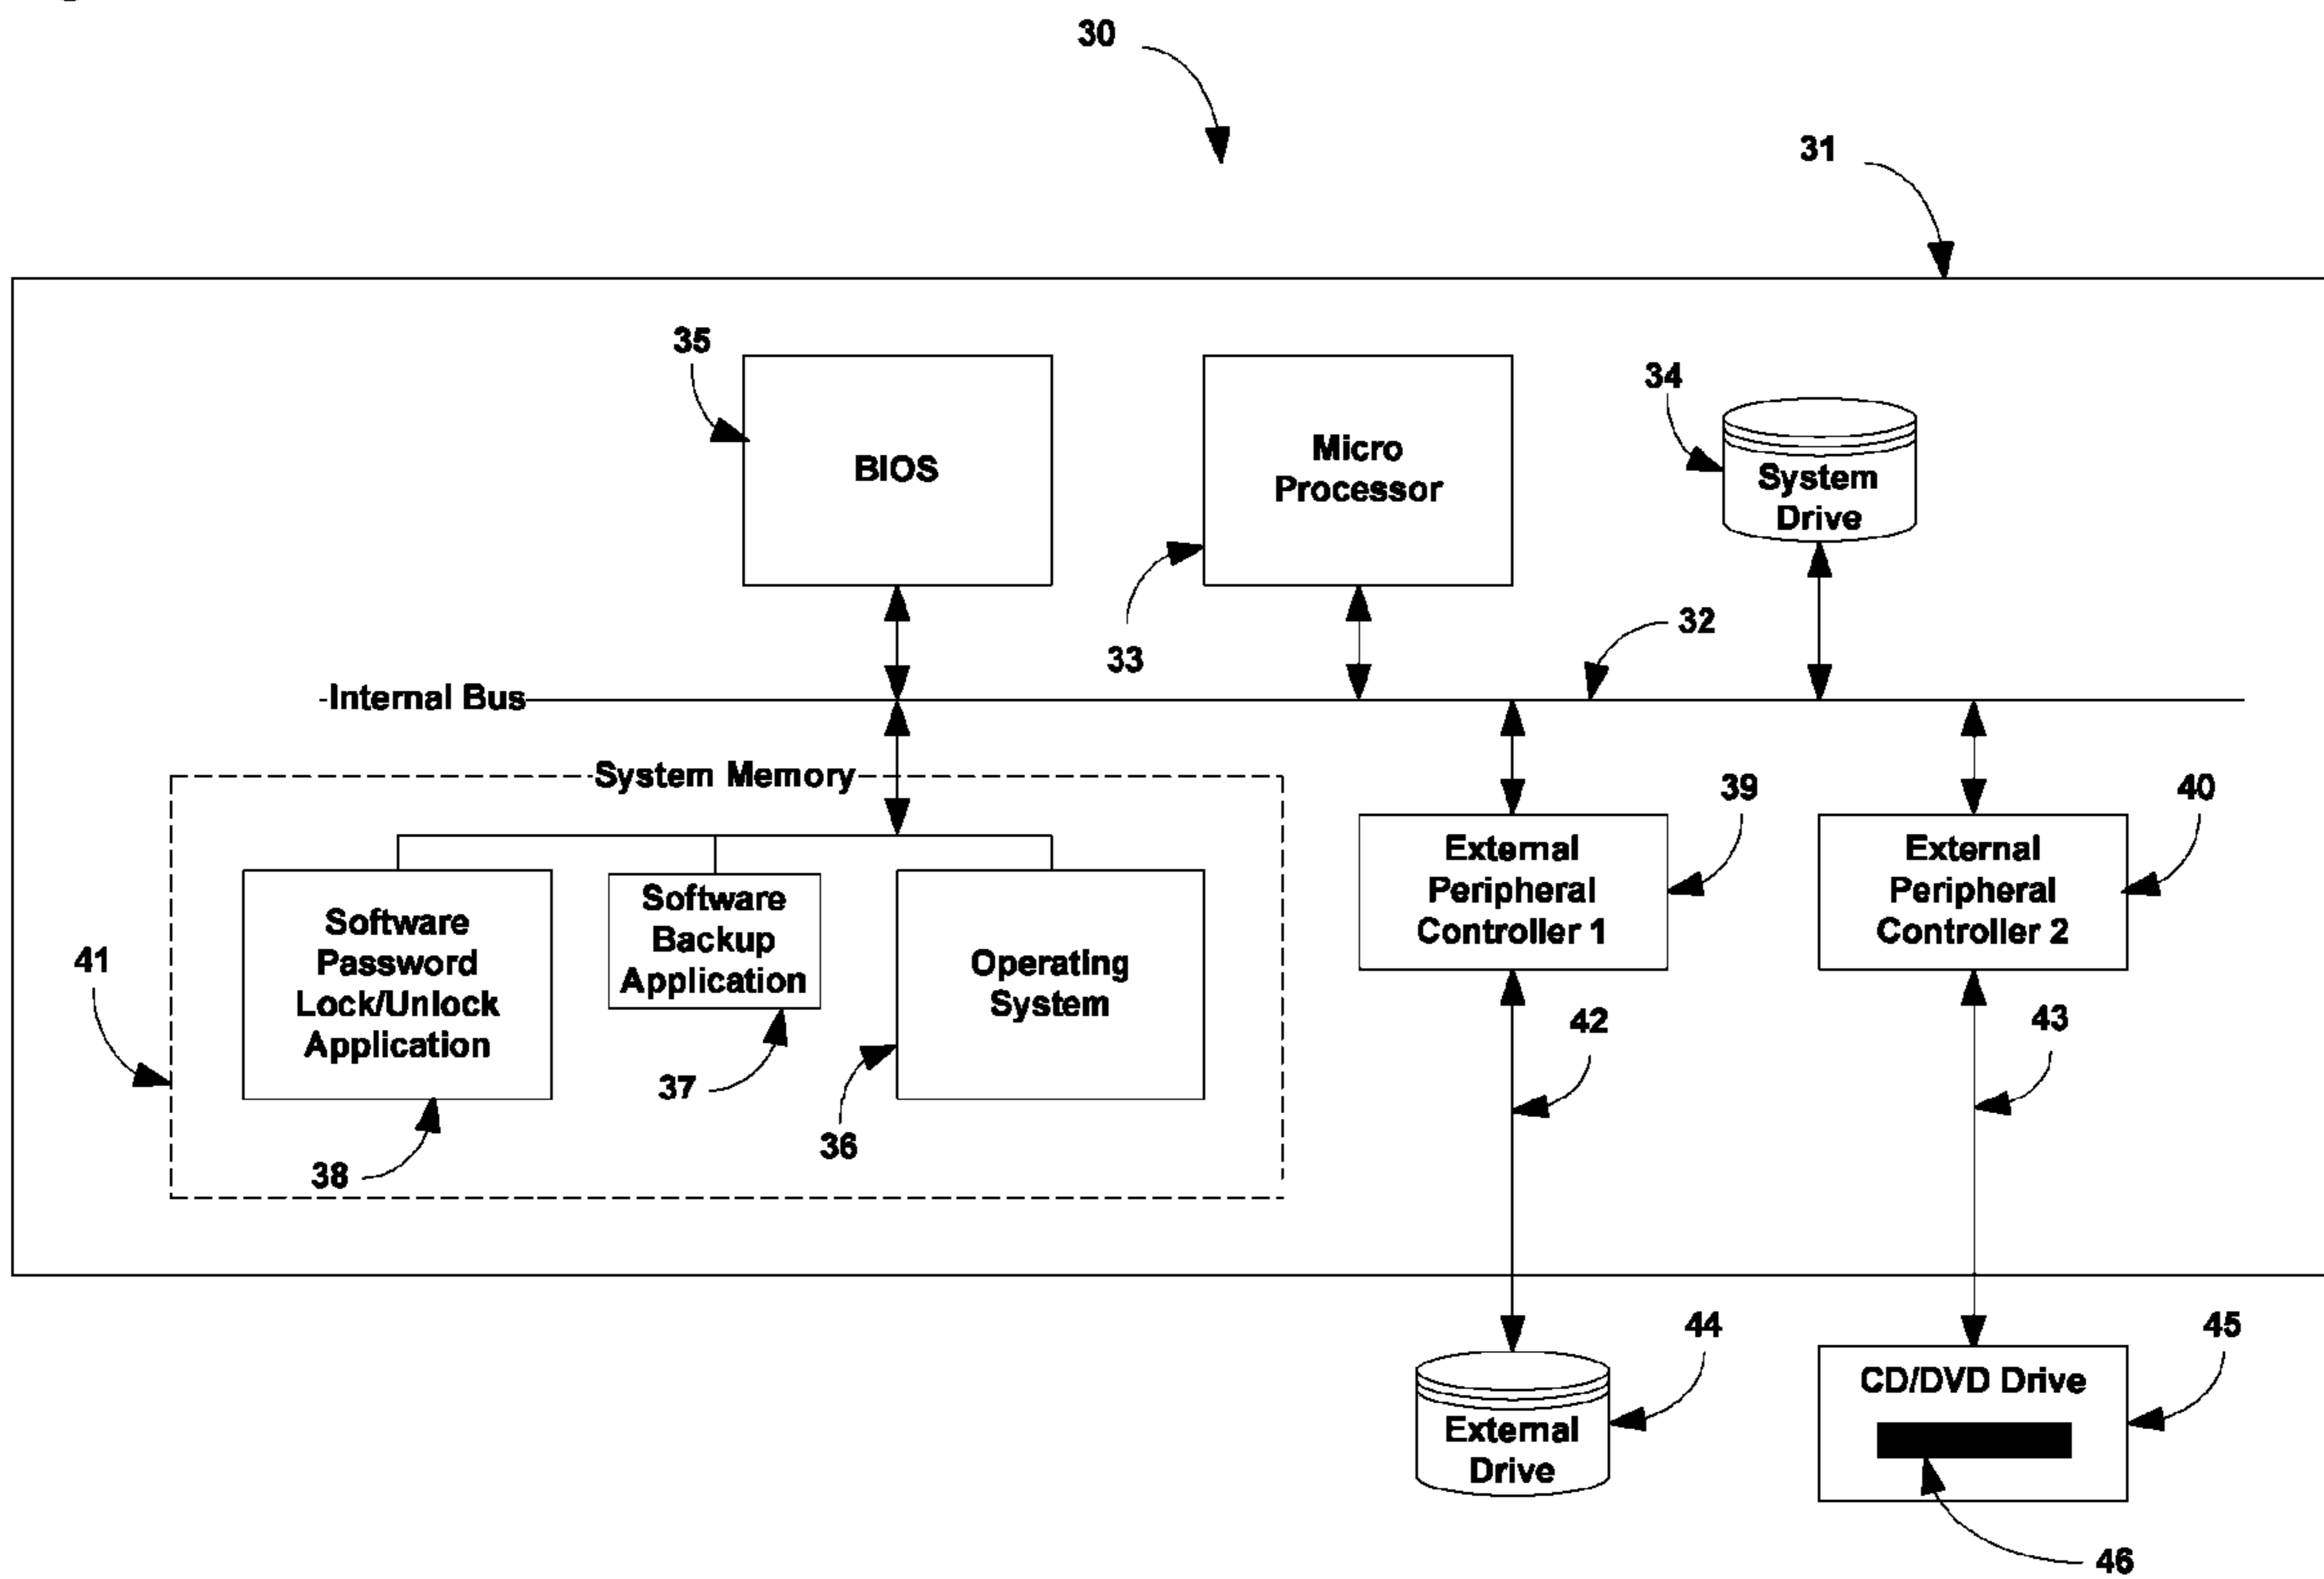 30
31
35
34
BIOS
Micro
Processor
System
Drive
33
32
Internal Bus
System Memory
39
40
External
Peripheral
Controller 1
External
Peripheral
Controller 2
41
Software
Password
Lock/Unlock
Application
Software
Backup
Application
Operating
System
42
43
37
36
38
44
45
External
Drive
CD/DVD Drive
46